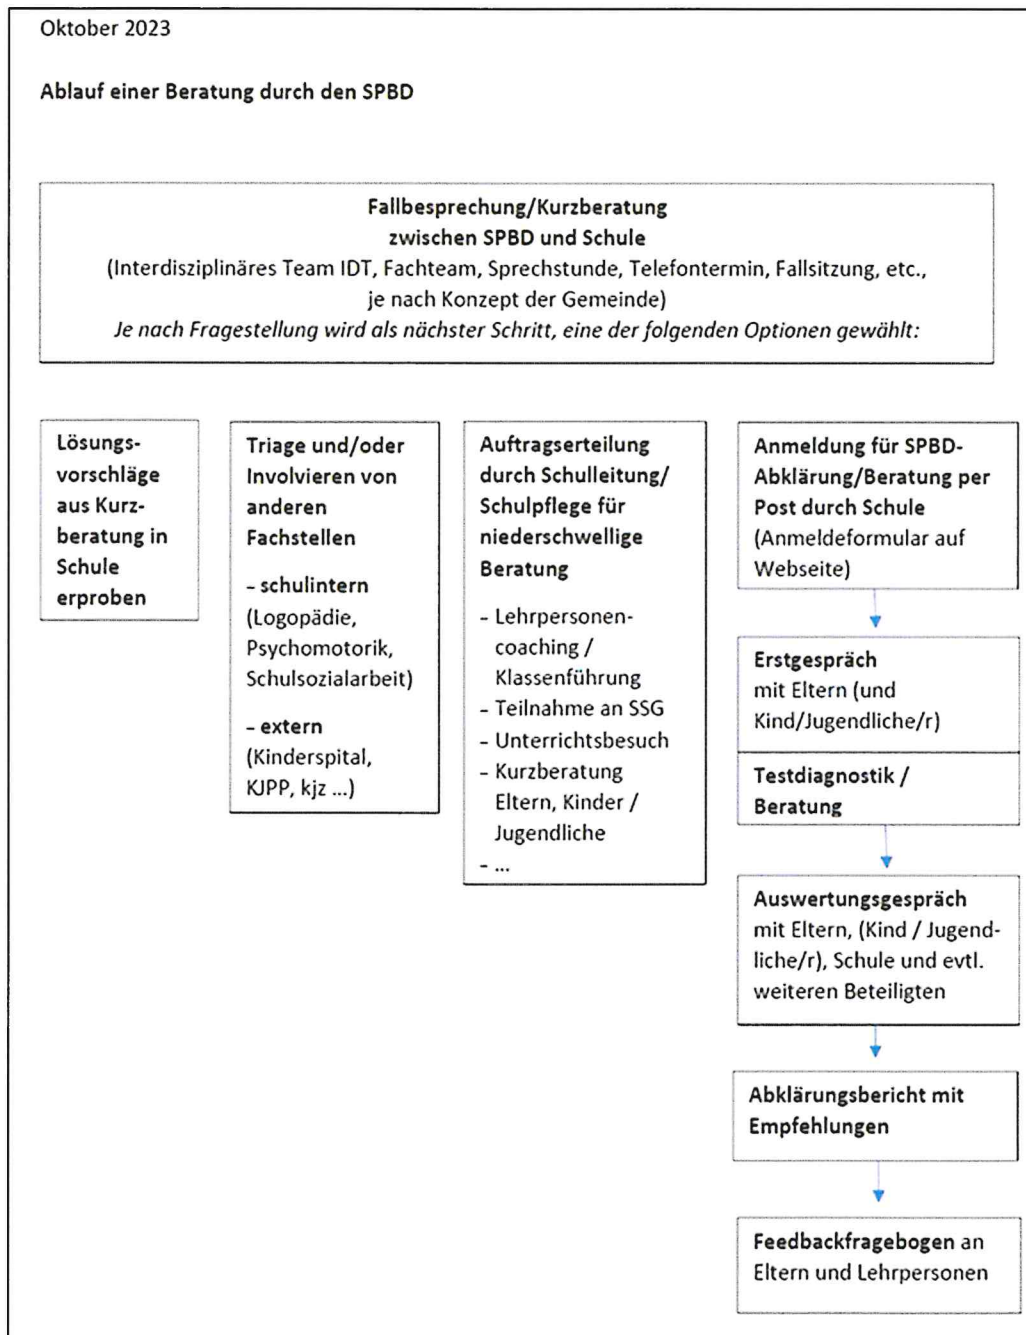 Oktober 2023
Ablauf einer Beratung durch den SPBD
Fallbesprechung/Kurzberatung
zwischen SPBD und Schule
(Interdisziplinäres Team IDT, Fachteam, Sprechstunde, Telefontermin, Fallsitzung, etc.,
je nach Konzept der Gemeinde)
Je nach Fragestellung wird als nächster Schritt, eine der folgenden Optionen gewählt:
Lösungs-
vorschläge
aus Kurz-
beratung in
Schule
erproben
Triage und/oder
Involvieren von
anderen
Fachstellen
– schulintern
(Logopädie,
Psychomotorik,
Schulsozialarbeit)
– extern
(Kinderspital,
KJPP, kjz ...)
Auftragserteilung
durch Schulleitung/
Schulpflege für
niederschwellige
Beratung
- Lehrpersonen-
coaching /
Klassenführung
- Teilnahme an SSG
- Unterrichtsbesuch
- Kurzberatung
Eltern, Kinder /
Jugendliche
- ...
Anmeldung für SPBD-
Abklärung/Beratung per
Post durch Schule
(Anmeldeformular auf
Webseite)
Erstgespräch
mit Eltern (und
Kind/Jugendliche/r)
Testdiagnostik /
Beratung
Auswertungsgespräch
mit Eltern, (Kind / Jugend-
liche/r), Schule und evtl.
weiteren Beteiligten
Abklärungsbericht mit
Empfehlungen
Feedbackfragebogen an
Eltern und Lehrpersonen